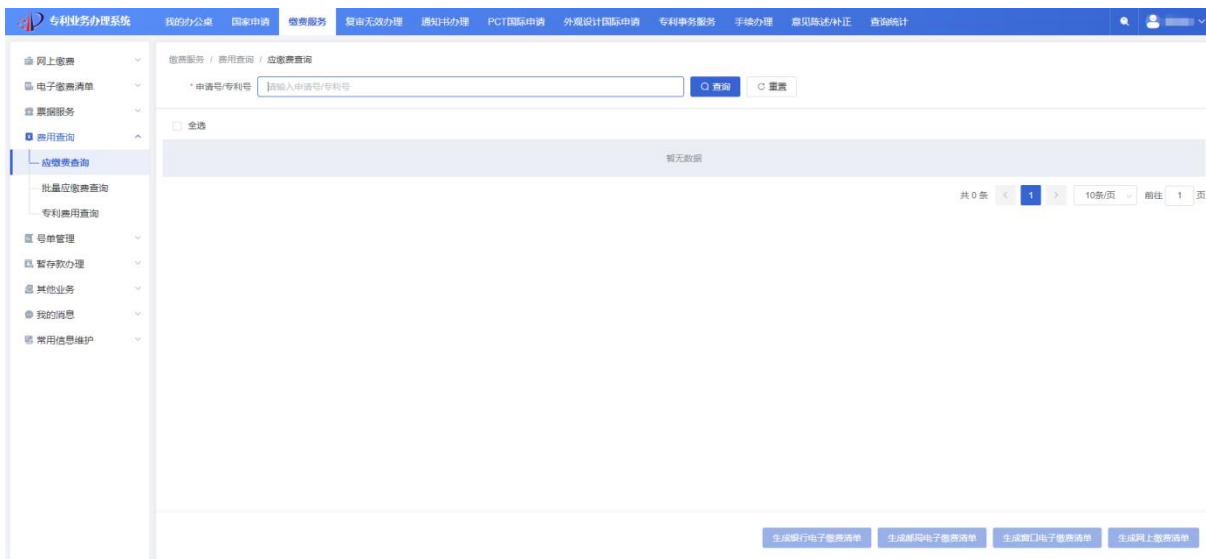 专利业务办理系统 我的办公桌 国家申请 缴费服务 复审无效办理 通知书办理 PCT国际申请 外观设计国际申请 专利事务服务 手续办理 意见陈述/补正 查询统计
网上缴费
电子缴费清单
票据服务
费用查询
应缴费查询
批量应缴费查询
专利费用查询
号单管理
暂存款办理
其他业务
我的消息
常用信息维护
缴费服务 / 费用查询 / 应缴费查询
* 申请号/专利号 请输入申请号/专利号 查询 重置
全选
暂无数据
共 0 条 < 1 > 10条/页 前往 1 页
生成银行电子缴费清单 生成邮局电子缴费清单 生成窗口电子缴费清单 生成网上缴费清单